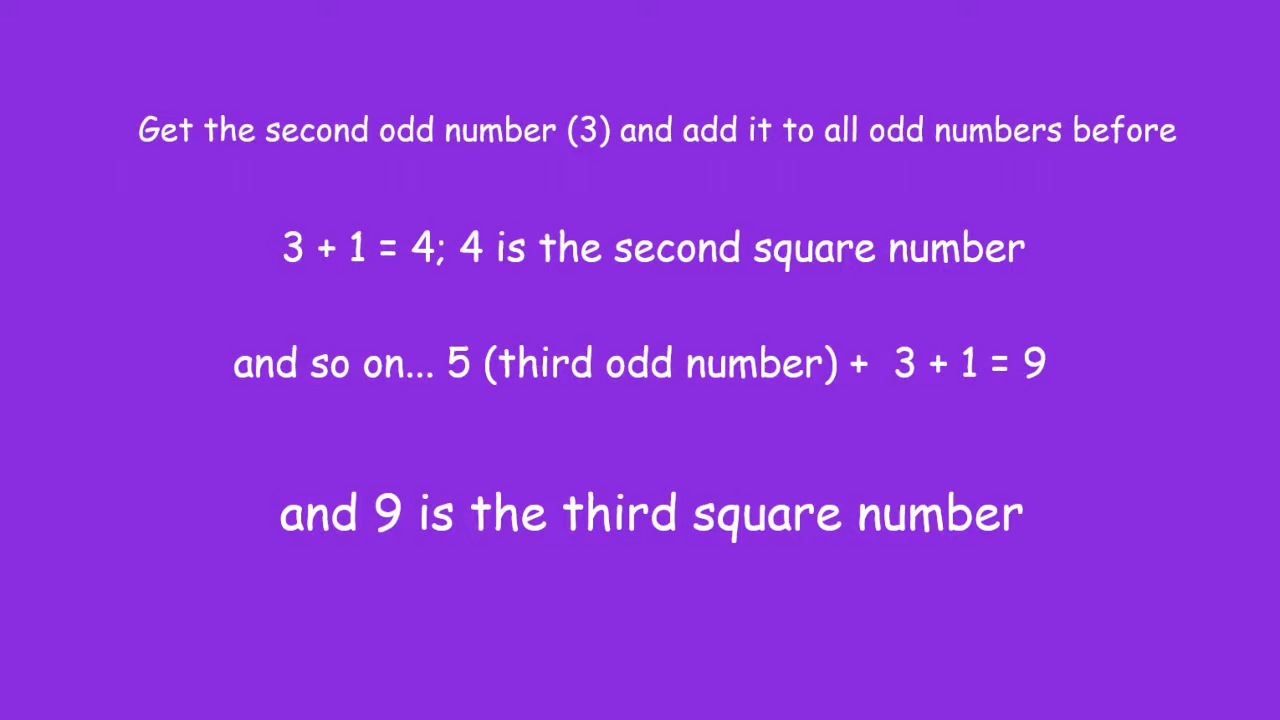 Get the second odd number (3) and add it to all odd numbers before
3 + 1 = 4; 4 is the second square number
and so on... 5 (third odd number) +  3 + 1 = 9
and 9 is the third square number